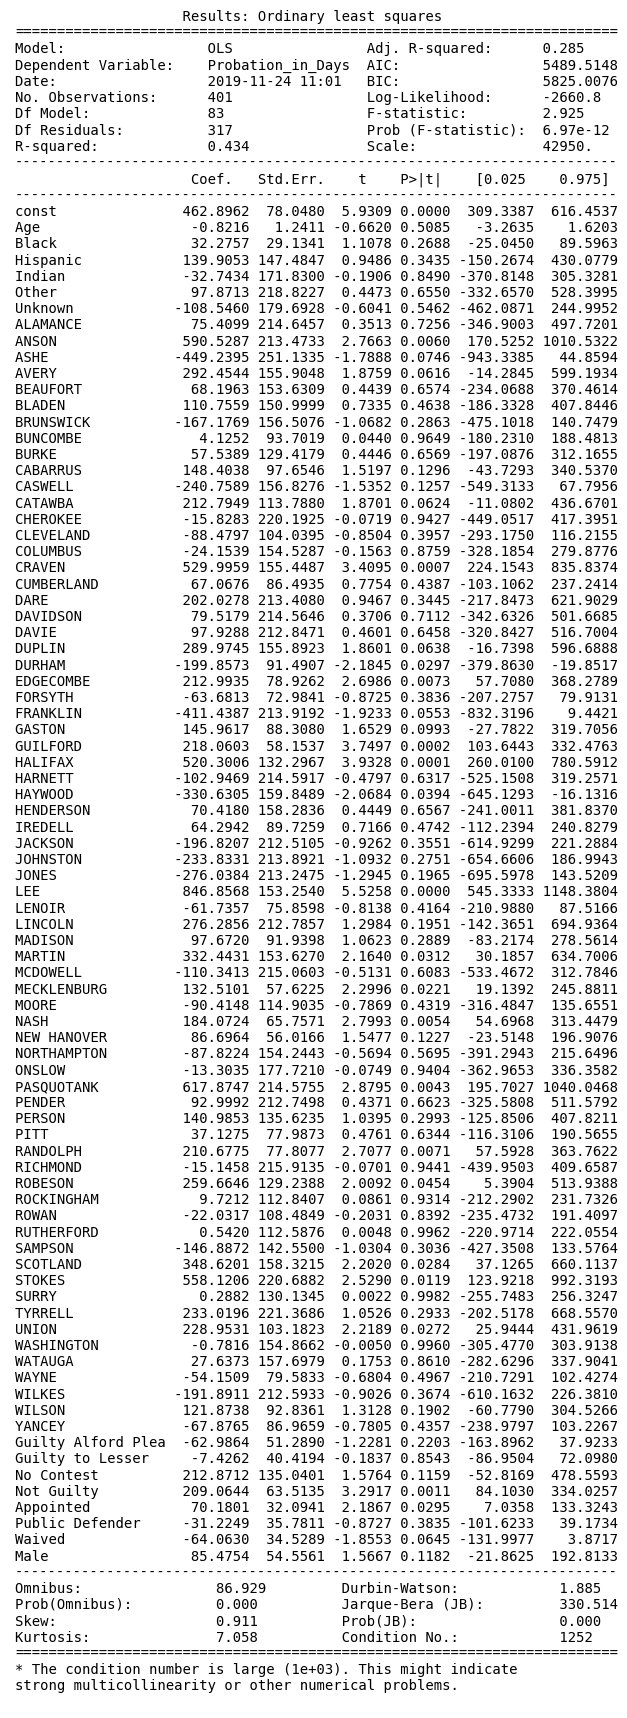 Results: Ordinary least squares
===========================================================================
Model: OLS Adj. R-squared: 0.285
Dependent Variable: Probation_in_Days AIC: 5489.5148
Date: 2019-11-24 11:01 BIC: 5825.0076
No. Observations: 401 Log-Likelihood: -2660.8
Df Model: 83 F-statistic: 2.925
Df Residuals: 317 Prob (F-statistic): 6.97e-12
R-squared: 0.434 Scale: 42950.
---------------------------------------------------------------------------
Coef. Std.Err. t P>|t| [0.025 0.975]
---------------------------------------------------------------------------
const 462.8962 78.0480 5.9309 0.0000 309.3387 616.4537
Age -0.8216 1.2411 -0.6620 0.5085 -3.2635 1.6203
Black 32.2757 29.1341 1.1078 0.2688 -25.0450 89.5963
Hispanic 139.9053 147.4847 0.9486 0.3435 -150.2674 430.0779
Indian -32.7434 171.8300 -0.1906 0.8490 -370.8148 305.3281
Other 97.8713 218.8227 0.4473 0.6550 -332.6570 528.3995
Unknown -108.5460 179.6928 -0.6041 0.5462 -462.0871 244.9952
ALAMANCE 75.4099 214.6457 0.3513 0.7256 -346.9003 497.7201
ANSON 590.5287 213.4733 2.7663 0.0060 170.5252 1010.5322
ASHE -449.2395 251.1335 -1.7888 0.0746 -943.3385 44.8594
AVERY 292.4544 155.9048 1.8759 0.0616 -14.2845 599.1934
BEAUFORT 68.1963 153.6309 0.4439 0.6574 -234.0688 370.4614
BLADEN 110.7559 150.9999 0.7335 0.4638 -186.3328 407.8446
BRUNSWICK -167.1769 156.5076 -1.0682 0.2863 -475.1018 140.7479
BUNCOMBE 4.1252 93.7019 0.0440 0.9649 -180.2310 188.4813
BURKE 57.5389 129.4179 0.4446 0.6569 -197.0876 312.1655
CABARRUS 148.4038 97.6546 1.5197 0.1296 -43.7293 340.5370
CASWELL -240.7589 156.8276 -1.5352 0.1257 -549.3133 67.7956
CATAWBA 212.7949 113.7880 1.8701 0.0624 -11.0802 436.6701
CHEROKEE -15.8283 220.1925 -0.0719 0.9427 -449.0517 417.3951
CLEVELAND -88.4797 104.0395 -0.8504 0.3957 -293.1750 116.2155
COLUMBUS -24.1539 154.5287 -0.1563 0.8759 -328.1854 279.8776
CRAVEN 529.9959 155.4487 3.4095 0.0007 224.1543 835.8374
CUMBERLAND 67.0676 86.4935 0.7754 0.4387 -103.1062 237.2414
DARE 202.0278 213.4080 0.9467 0.3445 -217.8473 621.9029
DAVIDSON 79.5179 214.5646 0.3706 0.7112 -342.6326 501.6685
DAVIE 97.9288 212.8471 0.4601 0.6458 -320.8427 516.7004
DUPLIN 289.9745 155.8923 1.8601 0.0638 -16.7398 596.6888
DURHAM -199.8573 91.4907 -2.1845 0.0297 -379.8630 -19.8517
EDGECOMBE 212.9935 78.9262 2.6986 0.0073 57.7080 368.2789
FORSYTH -63.6813 72.9841 -0.8725 0.3836 -207.2757 79.9131
FRANKLIN -411.4387 213.9192 -1.9233 0.0553 -832.3196 9.4421
GASTON 145.9617 88.3080 1.6529 0.0993 -27.7822 319.7056
GUILFORD 218.0603 58.1537 3.7497 0.0002 103.6443 332.4763
HALIFAX 520.3006 132.2967 3.9328 0.0001 260.0100 780.5912
HARNETT -102.9469 214.5917 -0.4797 0.6317 -525.1508 319.2571
HAYWOOD -330.6305 159.8489 -2.0684 0.0394 -645.1293 -16.1316
HENDERSON 70.4180 158.2836 0.4449 0.6567 -241.0011 381.8370
IREDELL 64.2942 89.7259 0.7166 0.4742 -112.2394 240.8279
JACKSON -196.8207 212.5105 -0.9262 0.3551 -614.9299 221.2884
JOHNSTON -233.8331 213.8921 -1.0932 0.2751 -654.6606 186.9943
JONES -276.0384 213.2475 -1.2945 0.1965 -695.5978 143.5209
LEE 846.8568 153.2540 5.5258 0.0000 545.3333 1148.3804
LENOIR -61.7357 75.8598 -0.8138 0.4164 -210.9880 87.5166
LINCOLN 276.2856 212.7857 1.2984 0.1951 -142.3651 694.9364
MADISON 97.6720 91.9398 1.0623 0.2889 -83.2174 278.5614
MARTIN 332.4431 153.6270 2.1640 0.0312 30.1857 634.7006
MCDOWELL -110.3413 215.0603 -0.5131 0.6083 -533.4672 312.7846
MECKLENBURG 132.5101 57.6225 2.2996 0.0221 19.1392 245.8811
MOORE -90.4148 114.9035 -0.7869 0.4319 -316.4847 135.6551
NASH 184.0724 65.7571 2.7993 0.0054 54.6968 313.4479
NEW HANOVER 86.6964 56.0166 1.5477 0.1227 -23.5148 196.9076
NORTHAMPTON -87.8224 154.2443 -0.5694 0.5695 -391.2943 215.6496
ONSLOW -13.3035 177.7210 -0.0749 0.9404 -362.9653 336.3582
PASQUOTANK 617.8747 214.5755 2.8795 0.0043 195.7027 1040.0468
PENDER 92.9992 212.7498 0.4371 0.6623 -325.5808 511.5792
PERSON 140.9853 135.6235 1.0395 0.2993 -125.8506 407.8211
PITT 37.1275 77.9873 0.4761 0.6344 -116.3106 190.5655
RANDOLPH 210.6775 77.8077 2.7077 0.0071 57.5928 363.7622
RICHMOND -15.1458 215.9135 -0.0701 0.9441 -439.9503 409.6587
ROBESON 259.6646 129.2388 2.0092 0.0454 5.3904 513.9388
ROCKINGHAM 9.7212 112.8407 0.0861 0.9314 -212.2902 231.7326
ROWAN -22.0317 108.4849 -0.2031 0.8392 -235.4732 191.4097
RUTHERFORD 0.5420 112.5876 0.0048 0.9962 -220.9714 222.0554
SAMPSON -146.8872 142.5500 -1.0304 0.3036 -427.3508 133.5764
SCOTLAND 348.6201 158.3215 2.2020 0.0284 37.1265 660.1137
STOKES 558.1206 220.6882 2.5290 0.0119 123.9218 992.3193
SURRY 0.2882 130.1345 0.0022 0.9982 -255.7483 256.3247
TYRRELL 233.0196 221.3686 1.0526 0.2933 -202.5178 668.5570
UNION 228.9531 103.1823 2.2189 0.0272 25.9444 431.9619
WASHINGTON -0.7816 154.8662 -0.0050 0.9960 -305.4770 303.9138
WATAUGA 27.6373 157.6979 0.1753 0.8610 -282.6296 337.9041
WAYNE -54.1509 79.5833 -0.6804 0.4967 -210.7291 102.4274
WILKES -191.8911 212.5933 -0.9026 0.3674 -610.1632 226.3810
WILSON 121.8738 92.8361 1.3128 0.1902 -60.7790 304.5266
YANCEY -67.8765 86.9659 -0.7805 0.4357 -238.9797 103.2267
Guilty Alford Plea -62.9864 51.2890 -1.2281 0.2203 -163.8962 37.9233
Guilty to Lesser -7.4262 40.4194 -0.1837 0.8543 -86.9504 72.0980
No Contest 212.8712 135.0401 1.5764 0.1159 -52.8169 478.5593
Not Guilty 209.0644 63.5135 3.2917 0.0011 84.1030 334.0257
Appointed 70.1801 32.0941 2.1867 0.0295 7.0358 133.3243
Public Defender -31.2249 35.7811 -0.8727 0.3835 -101.6233 39.1734
Waived -64.0630 34.5289 -1.8553 0.0645 -131.9977 3.8717
Male 85.4754 54.5561 1.5667 0.1182 -21.8625 192.8133
---------------------------------------------------------------------------
Omnibus: 86.929 Durbin-Watson: 1.885
Prob(Omnibus): 0.000 Jarque-Bera (JB): 330.514
Skew: 0.911 Prob(JB): 0.000
Kurtosis: 7.058 Condition No.: 1252
===========================================================================
* The condition number is large (1e+03). This might indicate
strong multicollinearity or other numerical problems.